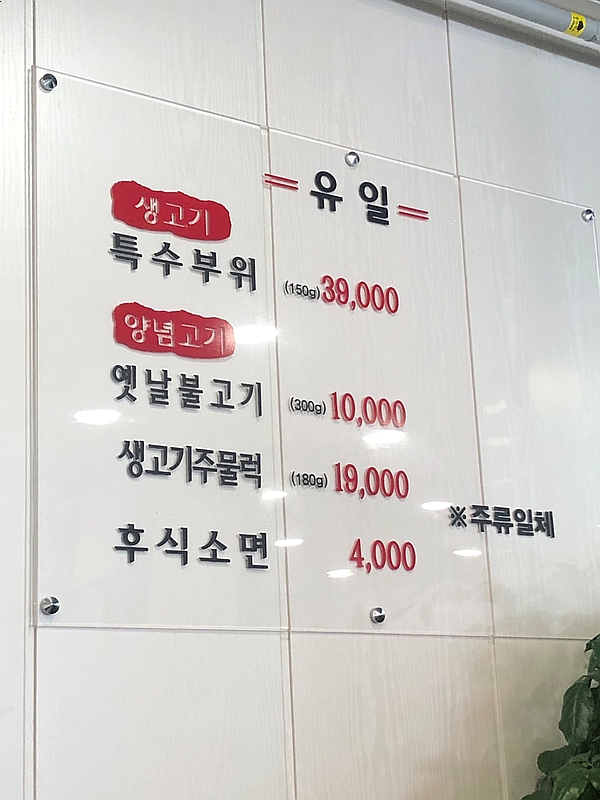 = 유 일 =
생고기
특수부위 (150g) 39,000
양념고기
옛날불고기 (300g) 10,000
생고기주물럭 (180g) 19,000
후식소면 4,000
※주류일체